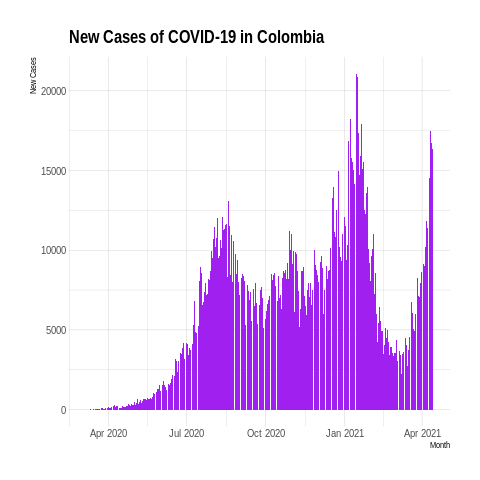 New Cases of COVID-19 in Colombia
New Cases
20000
15000
10000
5000
0
Apr 2020 Jul 2020 Oct 2020 Jan 2021 Apr 2021
Month